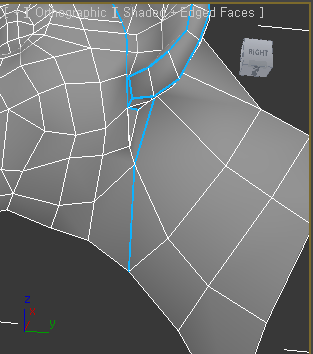 [ Orthographic ] [ Shaded + Edged Faces ]
RIGHT
z
y